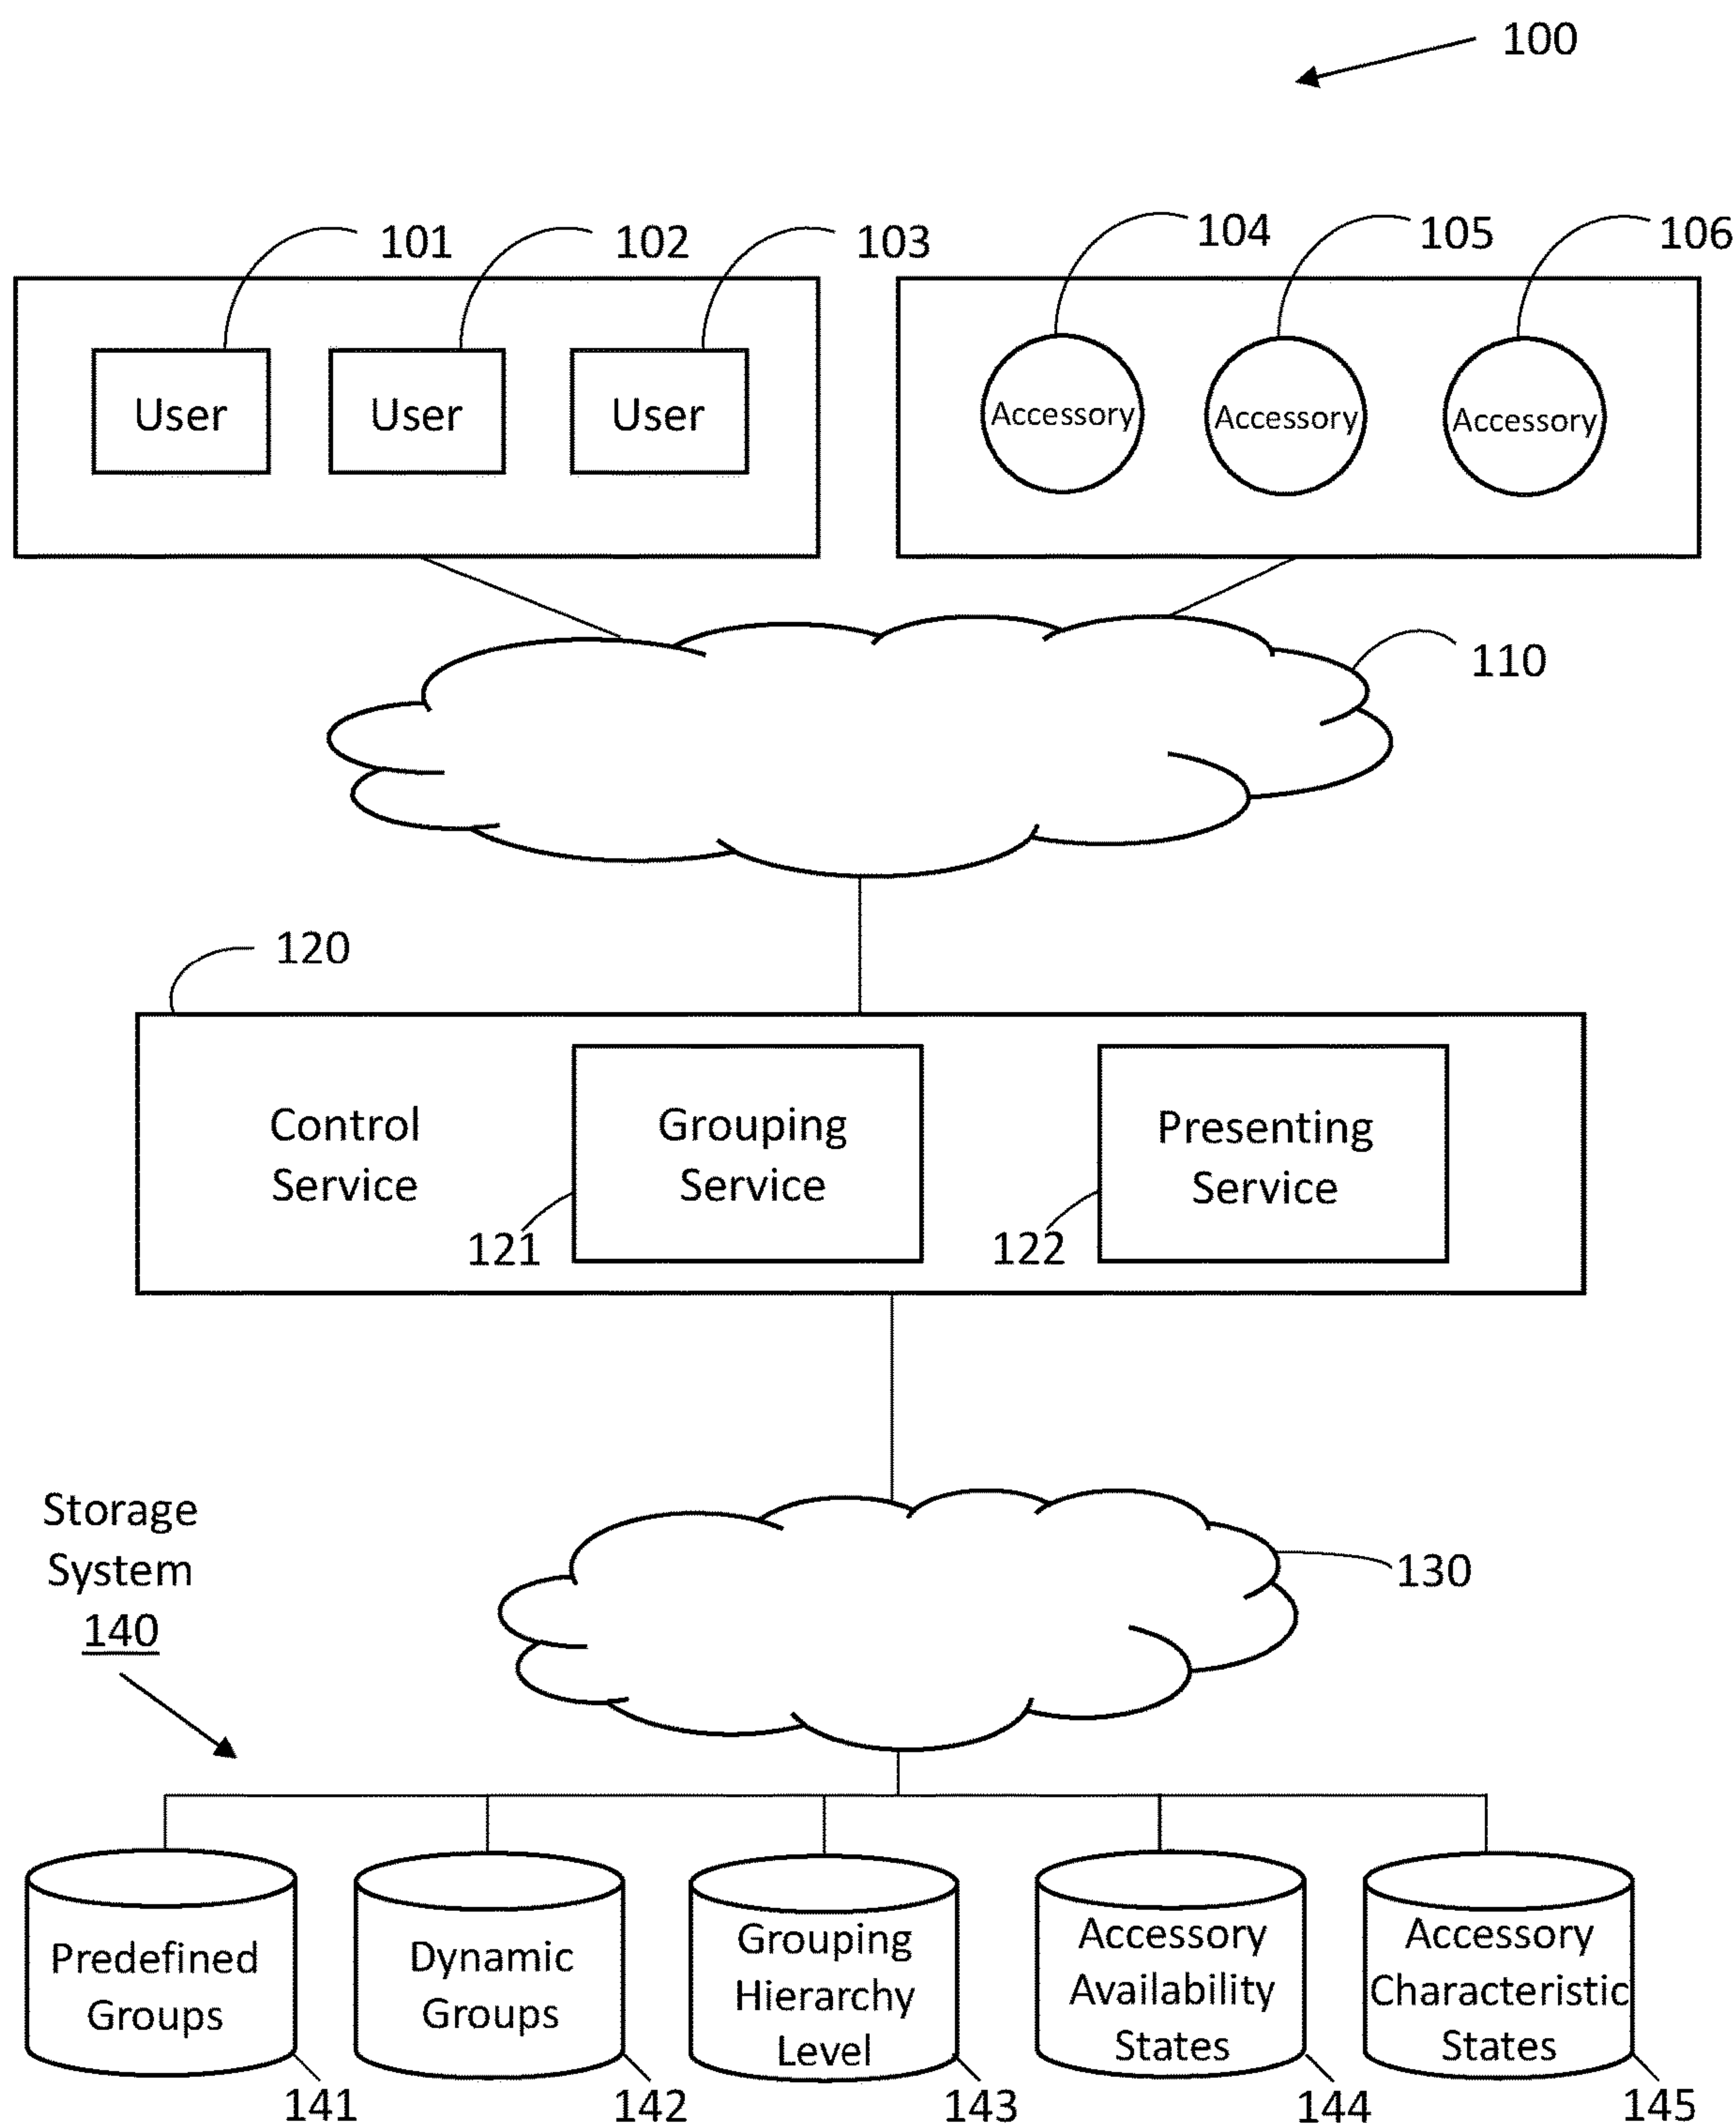 100
101
102
103
104
105
106
User
User
User
Accessory
Accessory
Accessory
110
120
Control
Service
Grouping
Service
Presenting
Service
121
122
130
Storage
System
140
Predefined
Groups
Dynamic
Groups
Grouping
Hierarchy
Level
Accessory
Availability
States
Accessory
Characteristic
States
141
142
143
144
145